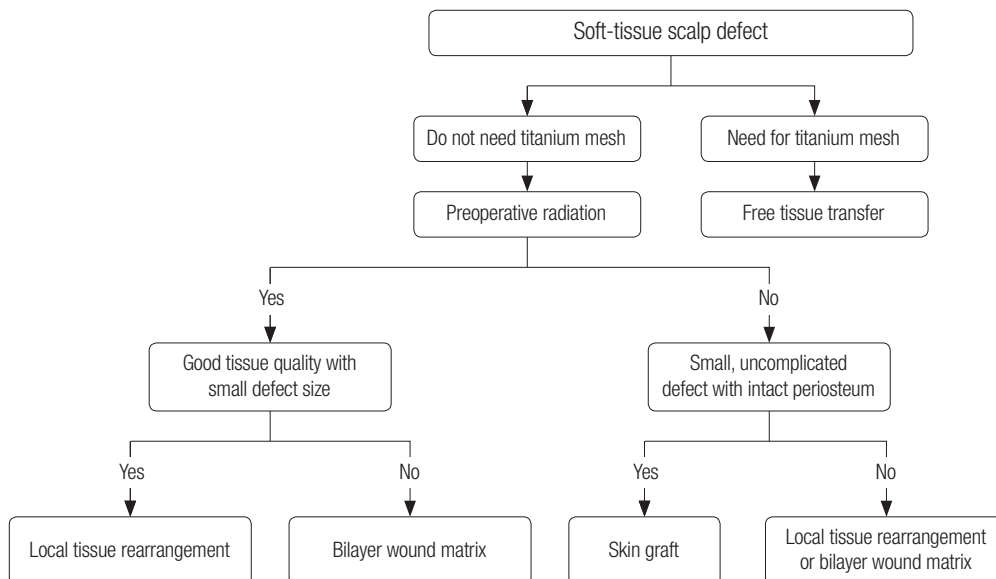 Soft-tissue scalp defect
Do not need titanium mesh
Need for titanium mesh
Preoperative radiation
Free tissue transfer
Yes
No
Good tissue quality with
small defect size
Small, uncomplicated
defect with intact periosteum
Yes
No
Yes
No
Local tissue rearrangement
Bilayer wound matrix
Skin graft
Local tissue rearrangement
or bilayer wound matrix